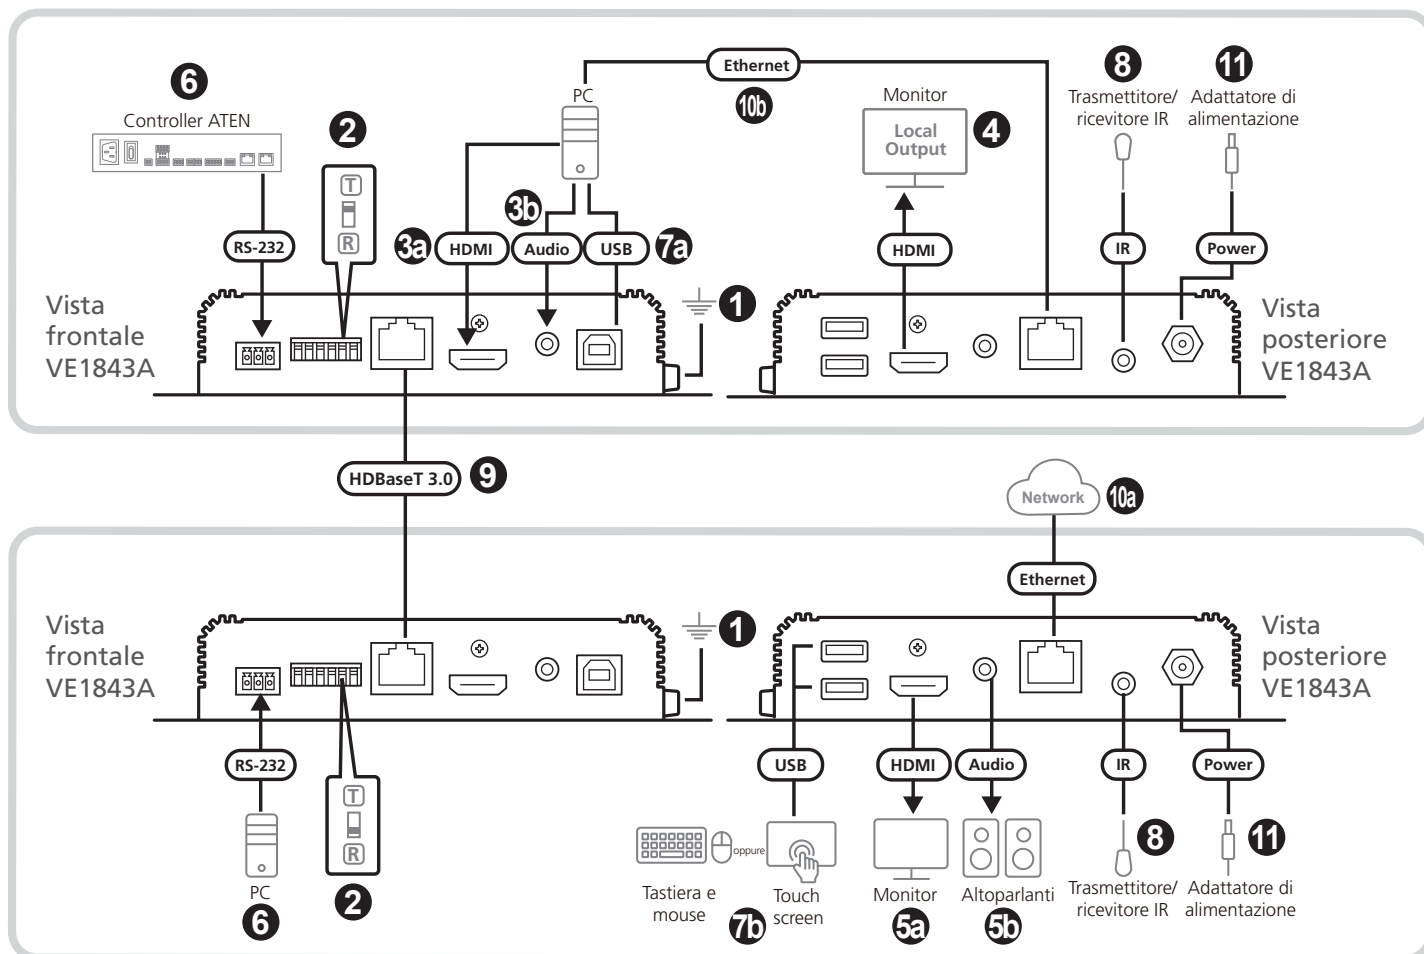 6
Controller ATEN
2
T
R
RS-232
3a
HDMI
3b
Audio
USB
7a
PC
Ethernet
10b
Monitor
Local
Output
4
HDMI
8
Trasmettitore/
ricevitore IR
IR
11
Adattatore di
alimentazione
Power
Vista
frontale
VE1843A
1
Vista
posteriore
VE1843A
HDBaseT 3.0
9
Network
10a
Ethernet
Vista
frontale
VE1843A
1
Vista
posteriore
VE1843A
RS-232
PC
6
T
R
2
USB
HDMI
Audio
IR
Power
oppure
Tastiera e
mouse
7b
Touch
screen
Monitor
5a
Altoparlanti
5b
8
Trasmettitore/
ricevitore IR
11
Adattatore di
alimentazione